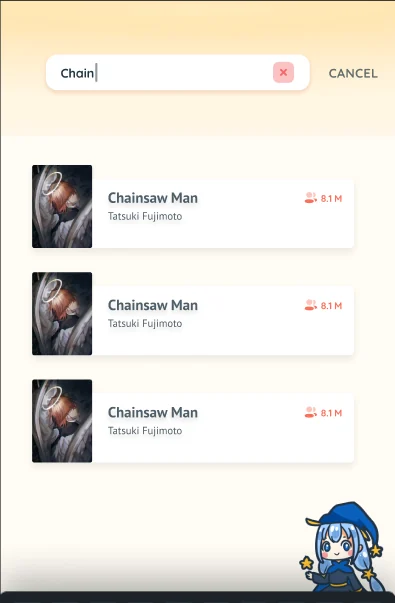 Chain
CANCEL
Chainsaw Man
8.1 M
Tatsuki Fujimoto
Chainsaw Man
8.1 M
Tatsuki Fujimoto
Chainsaw Man
8.1 M
Tatsuki Fujimoto